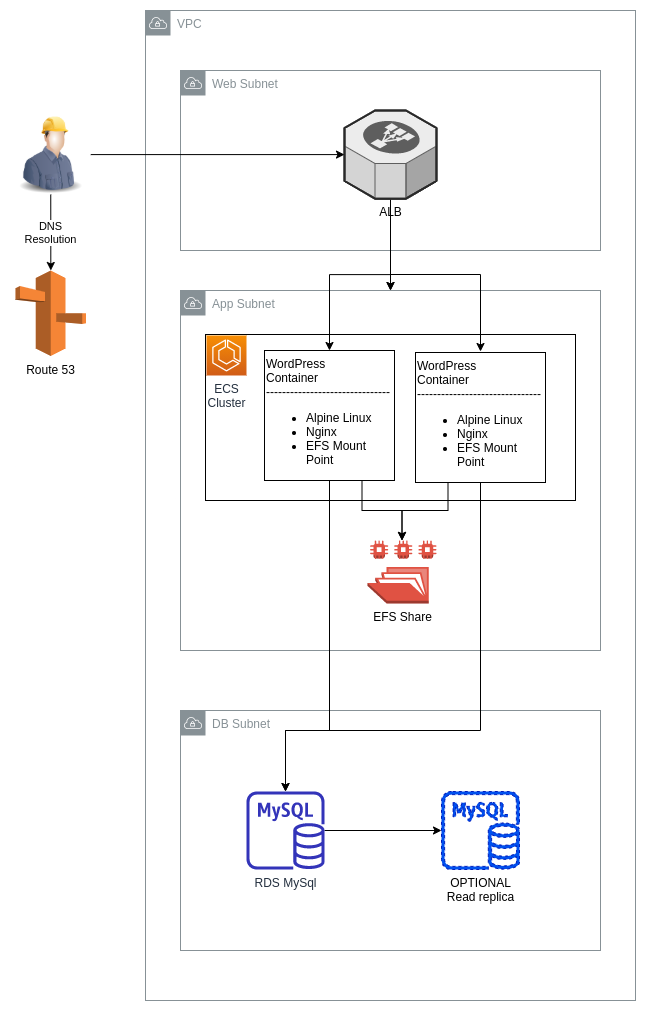 VPC
Web Subnet
ALB
DNS
Resolution
Route 53
App Subnet
ECS
Cluster
WordPress
Container
--------------------------------
• Alpine Linux
• Nginx
• EFS Mount
Point
WordPress
Container
--------------------------------
• Alpine Linux
• Nginx
• EFS Mount
Point
EFS Share
DB Subnet
MySQL
RDS MySql
MySQL
OPTIONAL
Read replica